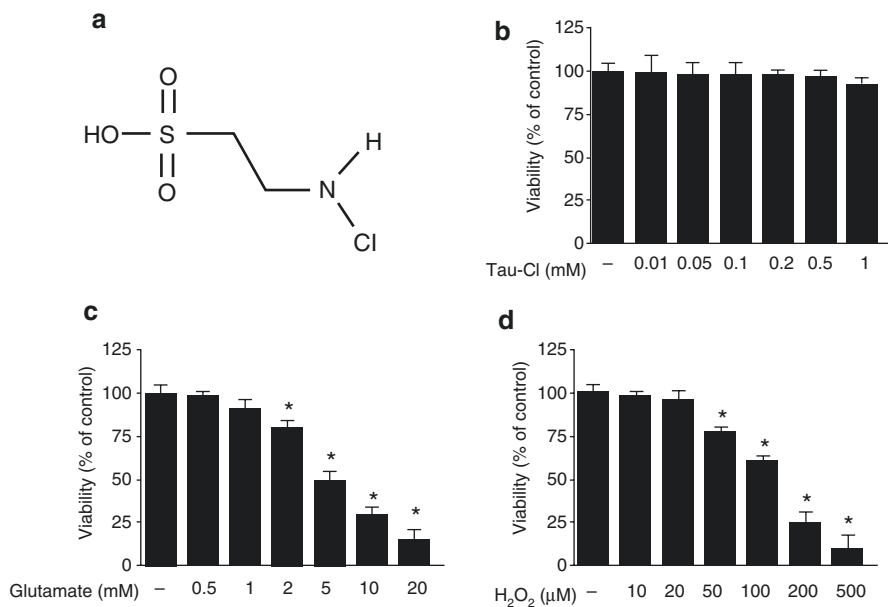 a
O
HO S
O
N
H
Cl
b
Viability (% of control)
125
100
75
50
25
0
Tau-Cl (mM) – 0.01 0.05 0.1 0.2 0.5 1
c
Viability (% of control)
125
100
75
50
25
0
* * * *
Glutamate (mM) – 0.5 1 2 5 10 20
d
Viability (% of control)
125
100
75
50
25
0
* * * *
H₂O₂ (μM) – 10 20 50 100 200 500